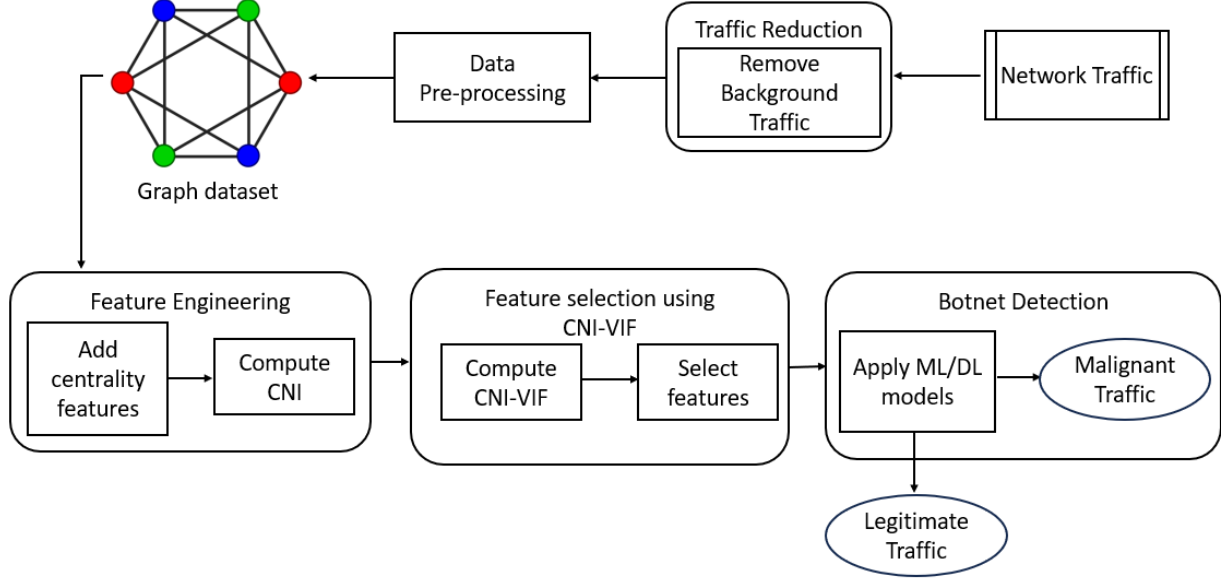 Network Traffic
Traffic Reduction
Remove
Background
Traffic
Data
Pre-processing
Graph dataset
Feature Engineering
Add
centrality
features
Compute
CNI
Feature selection using
CNI-VIF
Compute
CNI-VIF
Select
features
Botnet Detection
Apply ML/DL
models
Malignant
Traffic
Legitimate
Traffic